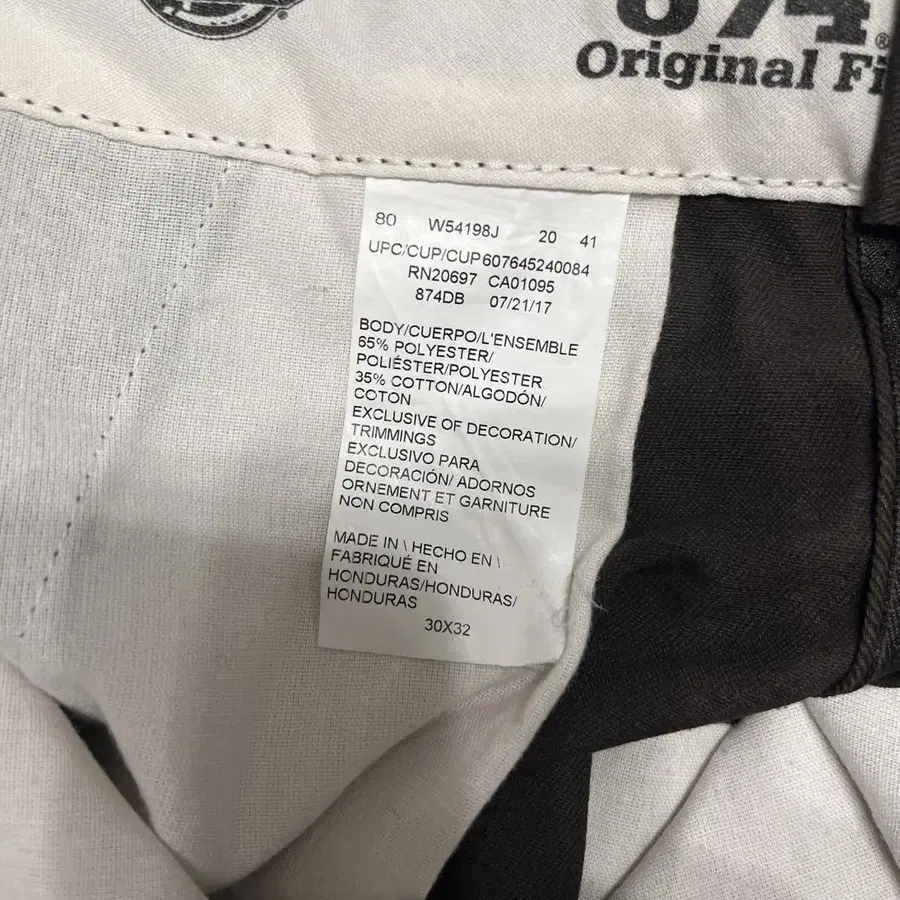 874®
Original Fi
80 W54198J 20 41
UPC/CUP/CUP607645240084
RN20697 CA01095
874DB 07/21/17
BODY/CUERPO/L'ENSEMBLE
65% POLYESTER/
POLIÉSTER/POLYESTER
35% COTTON/ALGODÓN/
COTON
EXCLUSIVE OF DECORATION/
TRIMMINGS
EXCLUSIVO PARA
DECORACIÓN/ ADORNOS
ORNEMENT ET GARNITURE
NON COMPRIS
MADE IN \ HECHO EN \
FABRIQUÉ EN
HONDURAS/HONDURAS/
HONDURAS
30X32